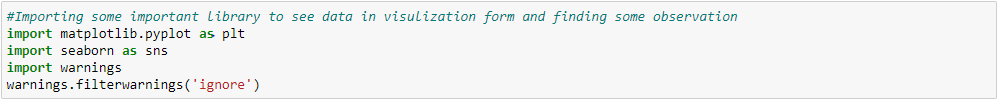 #Importing some important library to see data in visulization form and finding some observation
import matplotlib.pyplot as plt
import seaborn as sns
import warnings
warnings.filterwarnings('ignore')